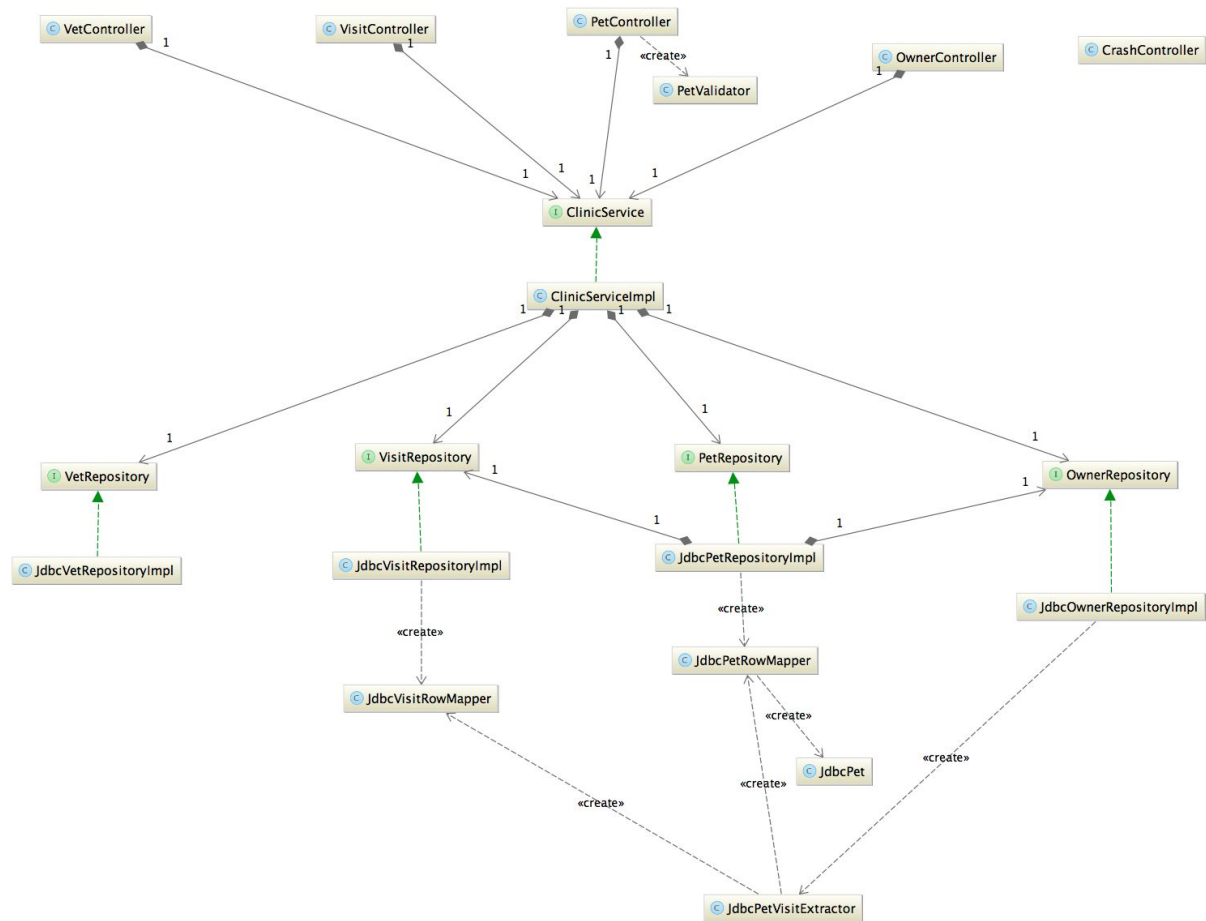 C VetController
C VisitController
C PetController
C OwnerController
C CrashController
1
1
1
«create»
1
C PetValidator
1
1
1
1
I ClinicService
C ClinicServiceImpl
1
1
1
1
1
1
1
1
I VetRepository
I VisitRepository
I PetRepository
I OwnerRepository
1
1
1
1
C JdbcVetRepositoryImpl
C JdbcVisitRepositoryImpl
C JdbcPetRepositoryImpl
C JdbcOwnerRepositoryImpl
«create»
«create»
C JdbcPetRowMapper
C JdbcVisitRowMapper
«create»
«create»
C JdbcPet
«create»
«create»
C JdbcPetVisitExtractor